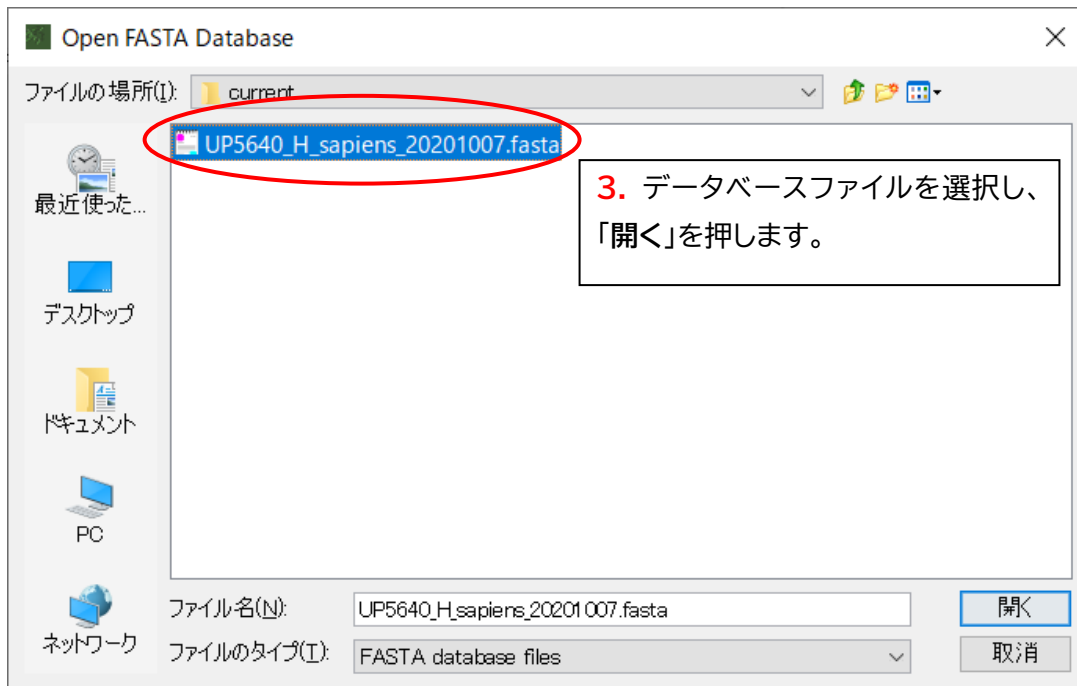 Open FASTA Database
ファイルの場所(I):
current
UP5640_H_sapiens_20201007.fasta
3. データベースファイルを選択し、
「開く」を押します。
最近使った...
デスクトップ
ドキュメント
PC
ネットワーク
ファイル名(N):
UP5640_H_sapiens_20201007.fasta
開く
ファイルのタイプ(T):
FASTA database files
取消